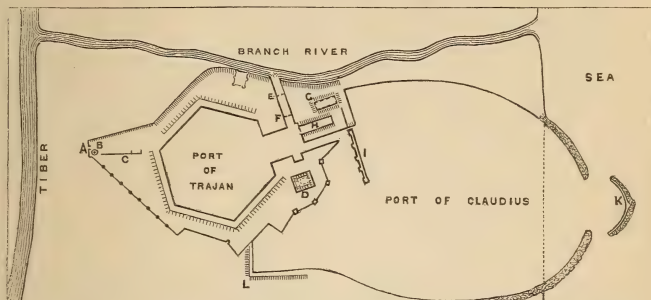 BRANCH RIVER
SEA
TIBER
PORT
OF
TRAJAN
PORT OF CLAUDIUS
A
B
C
D
E
F
G
H
I
K
L